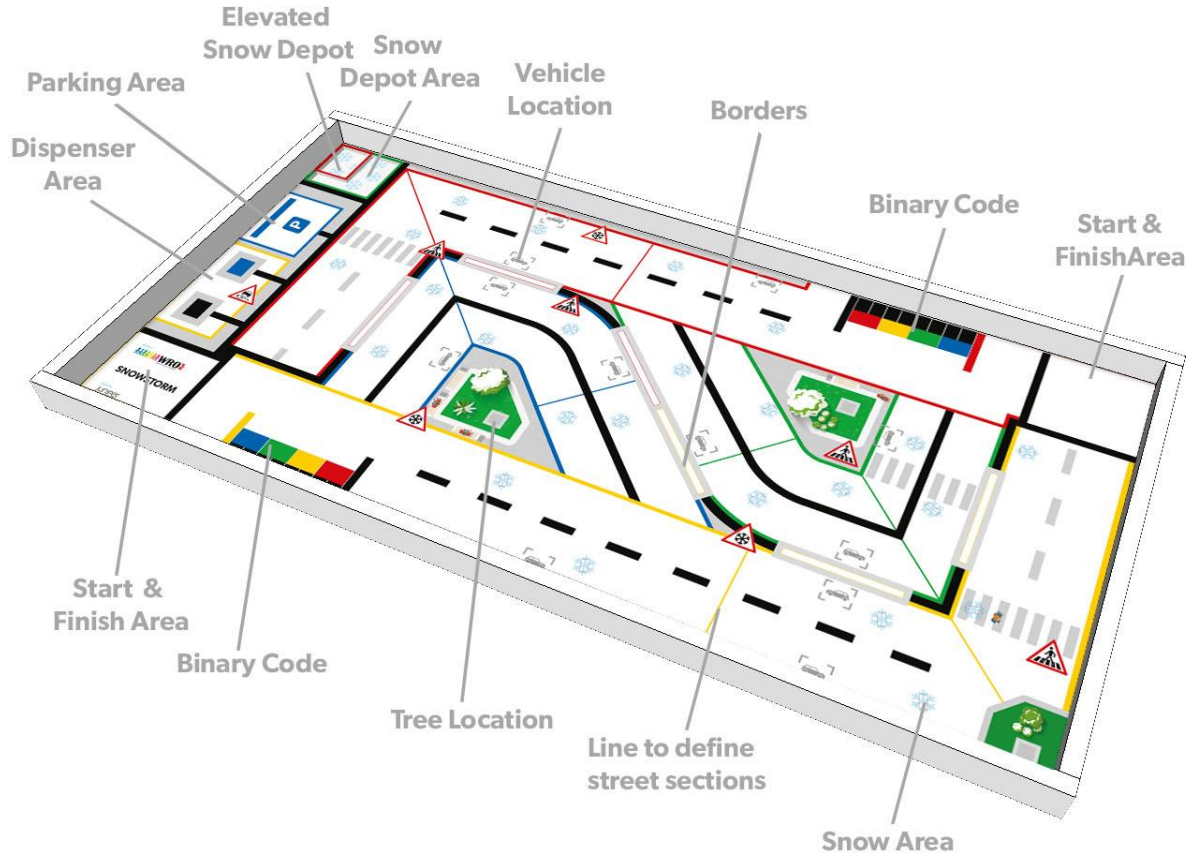 Elevated
Snow Depot
Snow
Depot Area
Parking Area
Vehicle
Location
Borders
Dispenser
Area
Binary Code
Start &
FinishArea
P
WRO
SNOWSTORM
Start &
Finish Area
Binary Code
Tree Location
Line to define
street sections
Snow Area